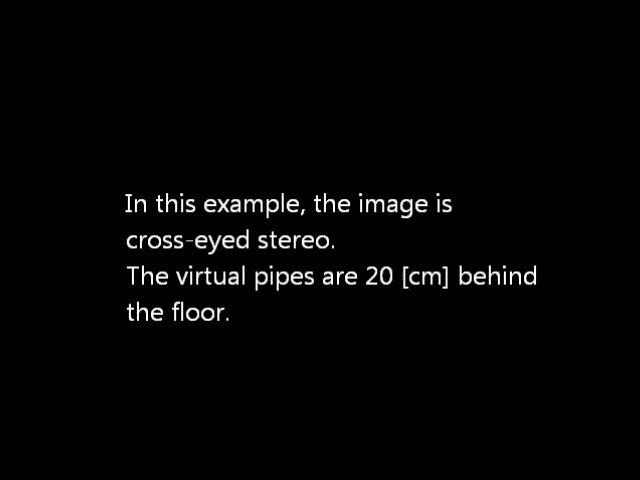 In this example, the image is
cross-eyed stereo.
The virtual pipes are 20 [cm] behind
the floor.